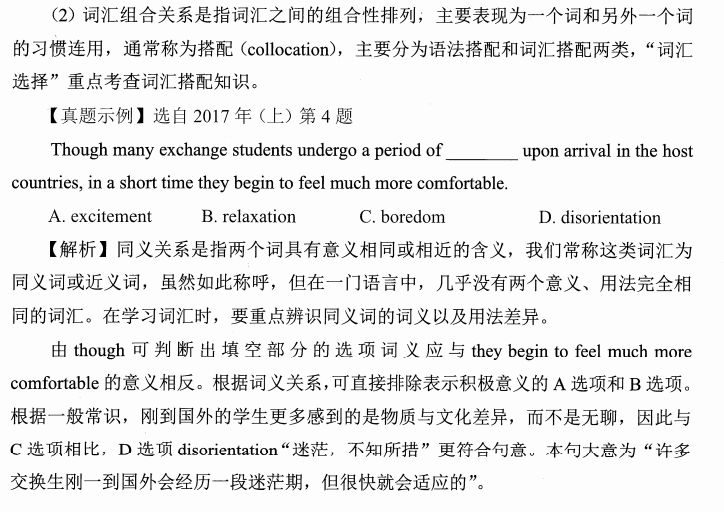 （2）词汇组合关系是指词汇之间的组合性排列，主要表现为一个词和另外一个词
的习惯连用，通常称为搭配（collocation），主要分为语法搭配和词汇搭配两类，“词汇
选择”重点考查词汇搭配知识。
【真题示例】选自 2017 年（上）第 4 题
Though many exchange students undergo a period of ________ upon arrival in the host
countries, in a short time they begin to feel much more comfortable.
A. excitement B. relaxation C. boredom D. disorientation
【解析】同义关系是指两个词具有意义相同或相近的含义，我们常称这类词汇为
同义词或近义词，虽然如此称呼，但在一门语言中，几乎没有两个意义、用法完全相
同的词汇。在学习词汇时，要重点辨识同义词的词义以及用法差异。
由 though 可判断出填空部分的选项词义应与 they begin to feel much more
comfortable 的意义相反。根据词义关系，可直接排除表示积极意义的 A 选项和 B 选项。
根据一般常识，刚到国外的学生更多感到的是物质与文化差异，而不是无聊，因此与
C 选项相比，D 选项 disorientation“迷茫，不知所措”更符合句意。本句大意为“许多
交换生刚一到国外会经历一段迷茫期，但很快就会适应的”。